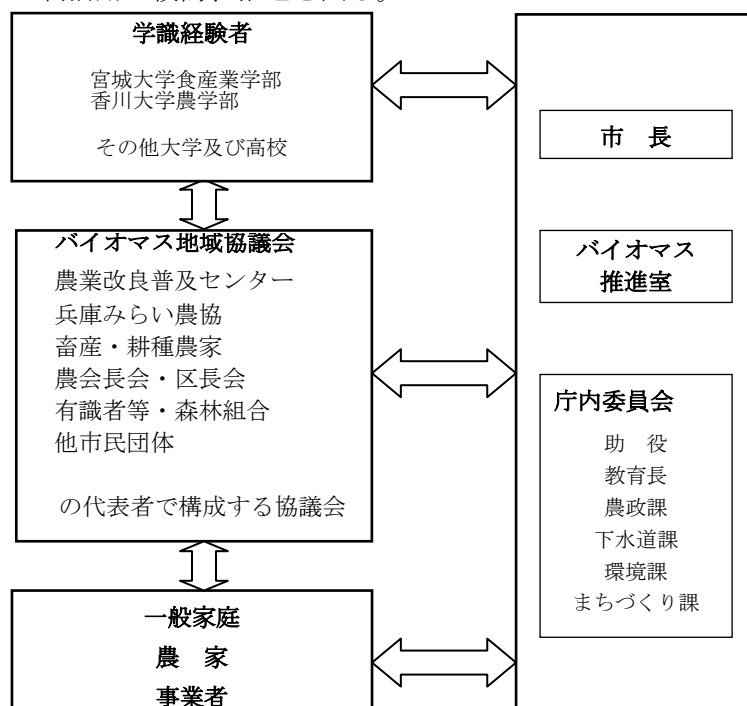 学識経験者
宮城大学食産業学部
香川大学農学部
その他大学及び高校
バイオマス地域協議会
農業改良普及センター
兵庫みらい農協
畜産・耕種農家
農会長会・区長会
有識者等・森林組合
他市民団体
の代表者で構成する協議会
一般家庭
農　家
事業者
市　長
バイオマス
推進室
庁内委員会
助　役
教育長
農政課
下水道課
環境課
まちづくり課